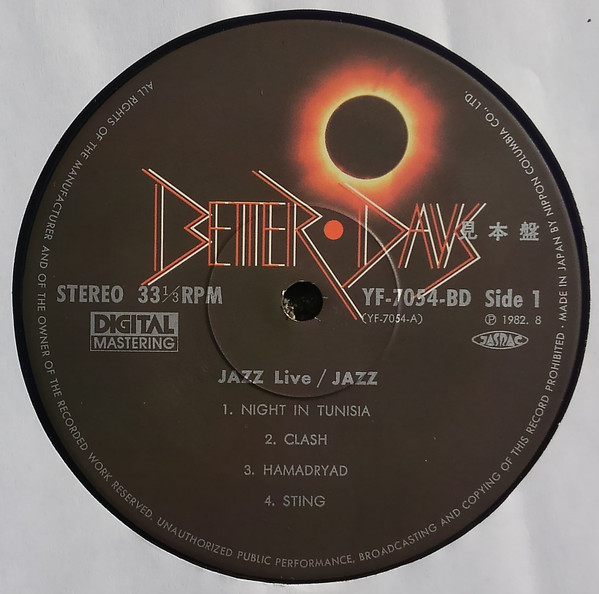 BETTER・DAYS
見本盤
STEREO 33⅓RPM
YF-7054-BD Side 1
(YF-7054-A)
Ⓟ 1982. 8
DIGITAL
MASTERING
JASRAC
JAZZ Live / JAZZ
1. NIGHT IN TUNISIA
2. CLASH
3. HAMADRYAD
4. STING
ALL RIGHTS OF THE MANUFACTURER AND OF THE OWNER OF THE RECORDED WORK RESERVED. UNAUTHORIZED PUBLIC PERFORMANCE, BROADCASTING AND COPYING OF THIS RECORD PROHIBITED・MADE IN JAPAN BY NIPPON COLUMBIA CO., LTD.